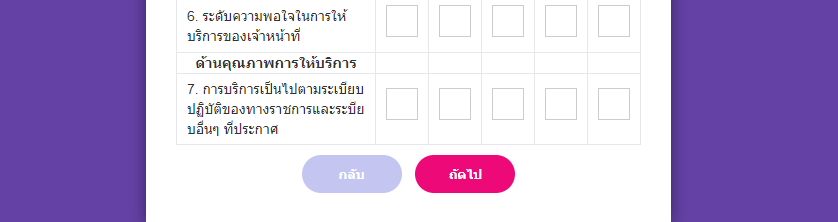 6. ระดับความพอใจในการให้
บริการของเจ้าหน้าที่
ด้านคุณภาพการให้บริการ
7. การบริการเป็นไปตามระเบียบ
ปฏิบัติของทางราชการและระบีย
บอื่นๆ ที่ประกาศ
กลับ
ถัดไป